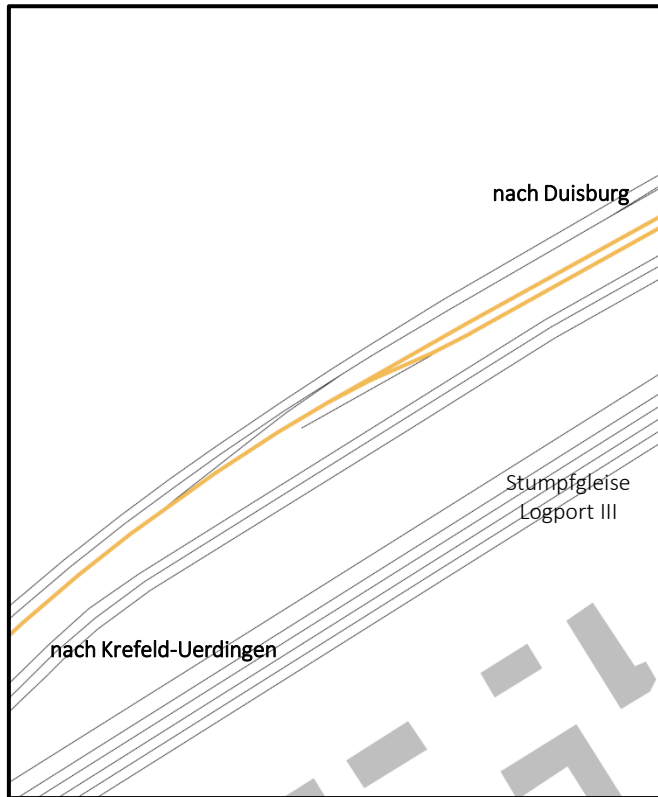 nach Duisburg
Stumpfgleise
Logport III
nach Krefeld-Uerdingen